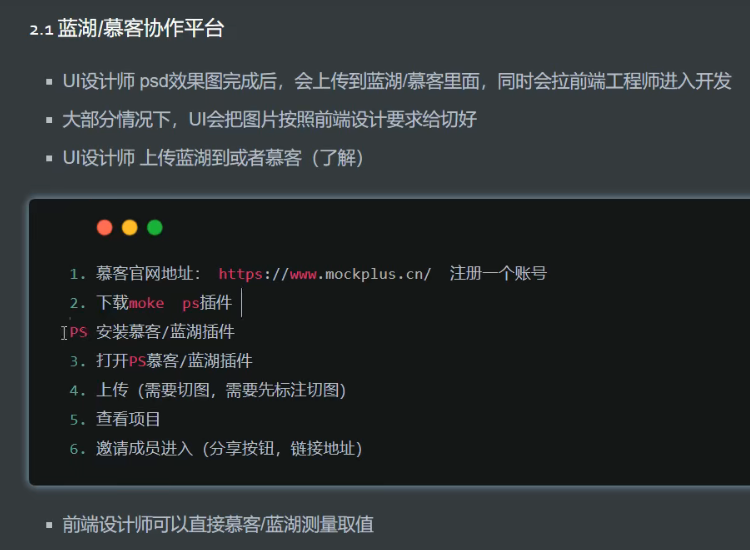 2.1 蓝湖/慕客协作平台
UI设计师 psd效果图完成后，会上传到蓝湖/慕客里面，同时会拉前端工程师进入开发
大部分情况下，UI会把图片按照前端设计要求给切好
UI设计师 上传蓝湖到或者慕客（了解）
1. 慕客官网地址： https://www.mockplus.cn/ 注册一个账号
2. 下载moke ps插件
PS 安装慕客/蓝湖插件
3. 打开PS慕客/蓝湖插件
4. 上传（需要切图，需要先标注切图）
5. 查看项目
6. 邀请成员进入（分享按钮，链接地址）
前端设计师可以直接慕客/蓝湖测量取值